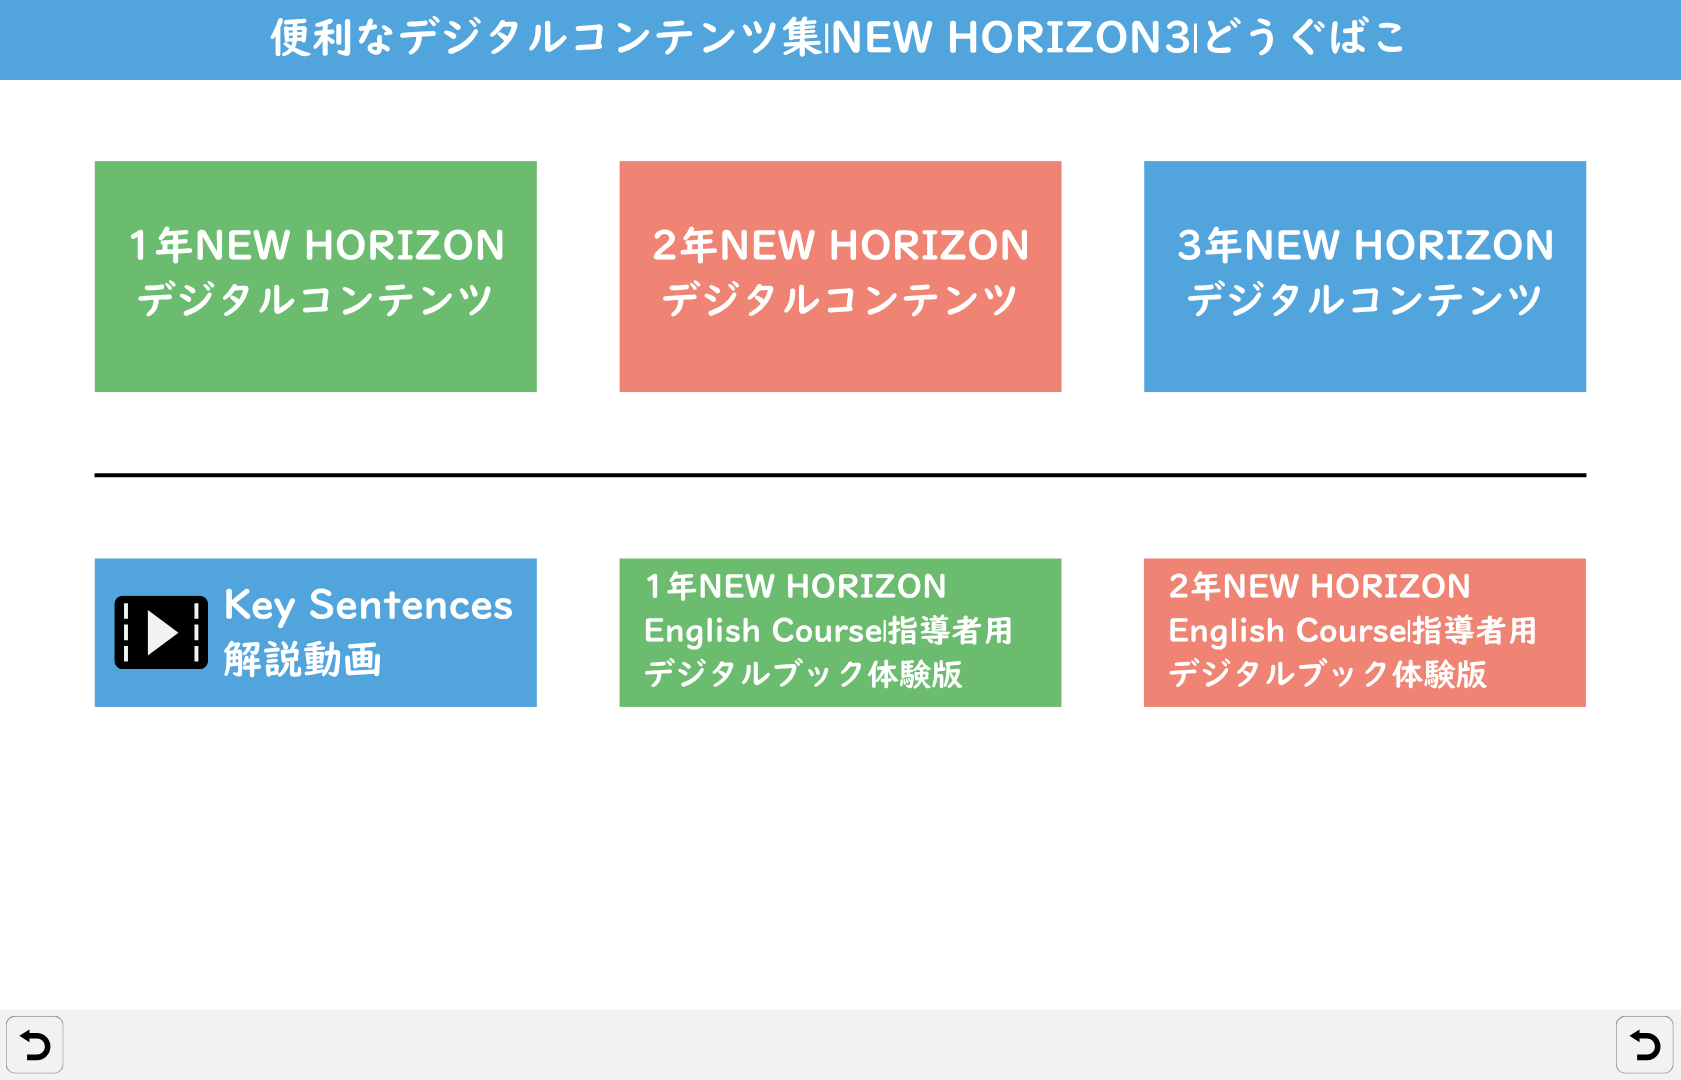 便利なデジタルコンテンツ集|NEW HORIZON3|どうぐばこ
1年NEW HORIZON
デジタルコンテンツ
2年NEW HORIZON
デジタルコンテンツ
3年NEW HORIZON
デジタルコンテンツ
Key Sentences
解説動画
1年NEW HORIZON
English Course|指導者用
デジタルブック体験版
2年NEW HORIZON
English Course|指導者用
デジタルブック体験版